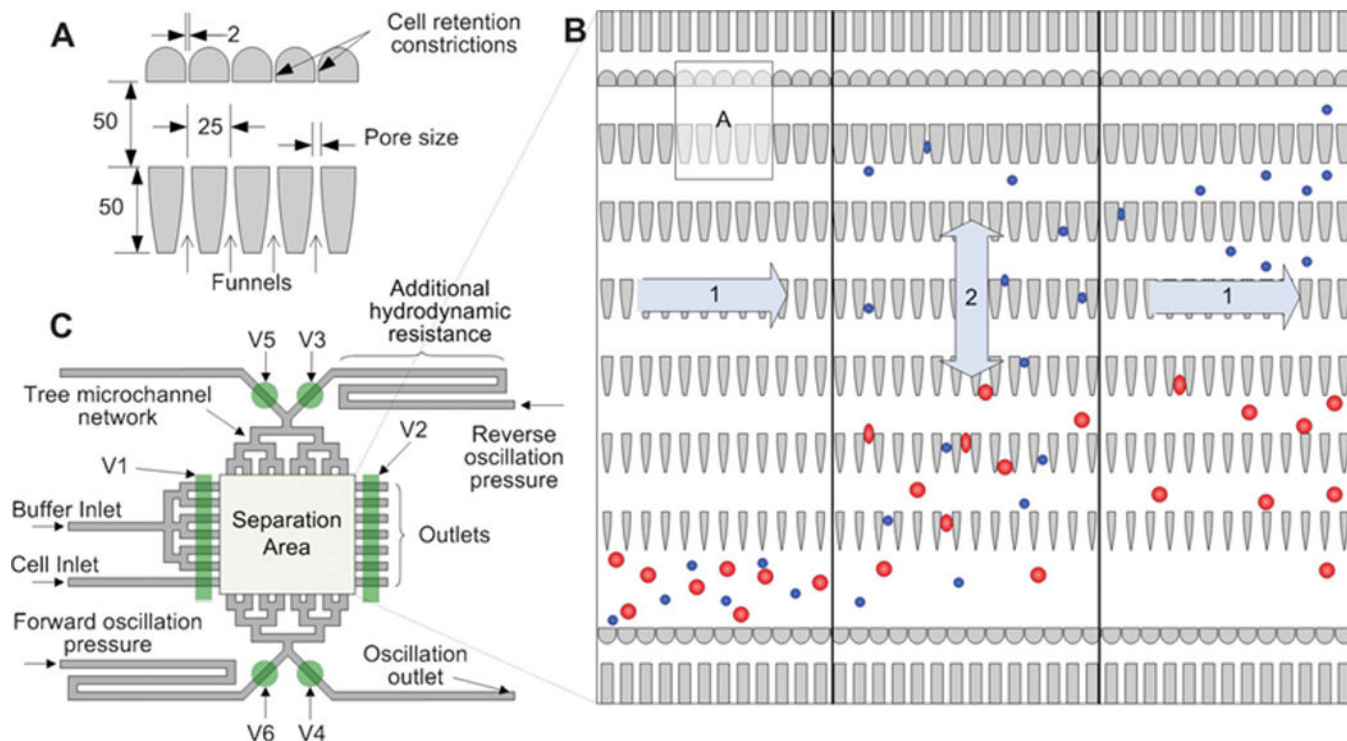 A
2
Cell retention
constrictions
50
25
Pore size
50
Funnels
B
A
1
2
1
C
V5
V3
Additional
hydrodynamic
resistance
Tree microchannel
network
V1
V2
Reverse
oscillation
pressure
Buffer Inlet
Separation
Area
Outlets
Cell Inlet
Forward oscillation
pressure
Oscillation
outlet
V6
V4